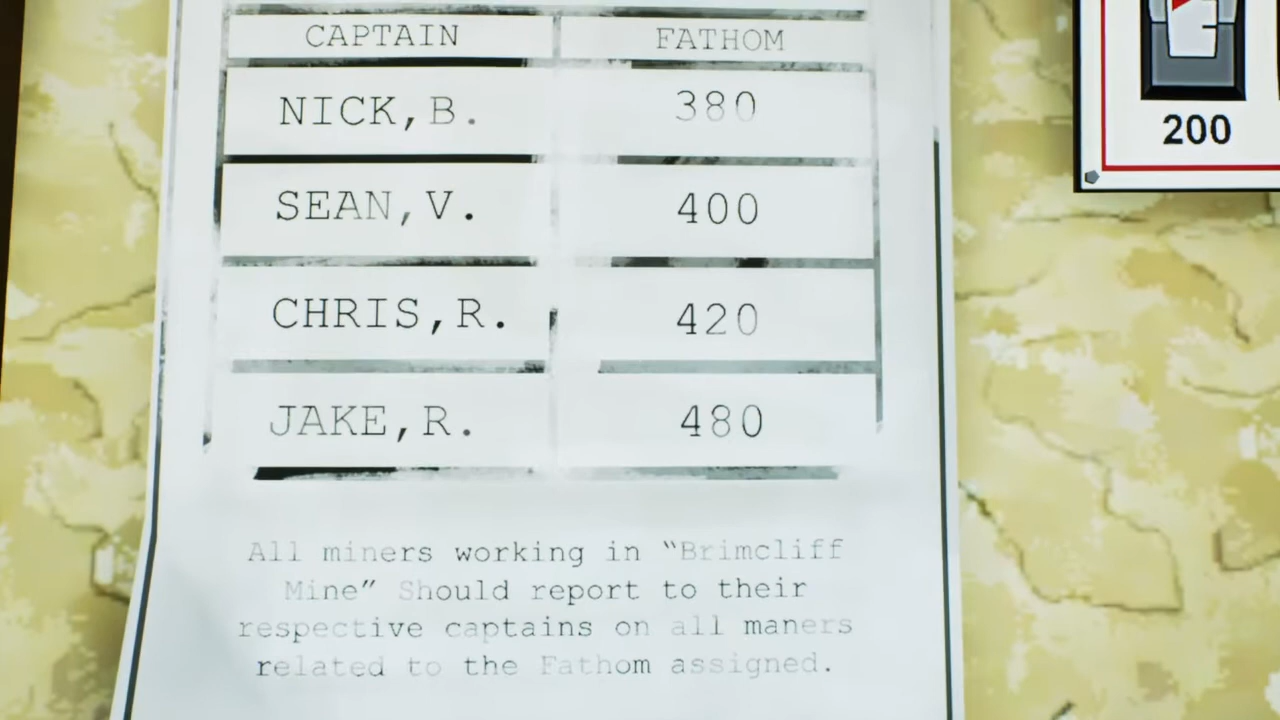 CAPTAIN FATHOM
NICK,B. 380
SEAN,V. 400
CHRIS,R. 420
JAKE,R. 480
All miners working in “Brimcliff
Mine” Should report to their
respective captains on all maners
related to the Fathom assigned.
200